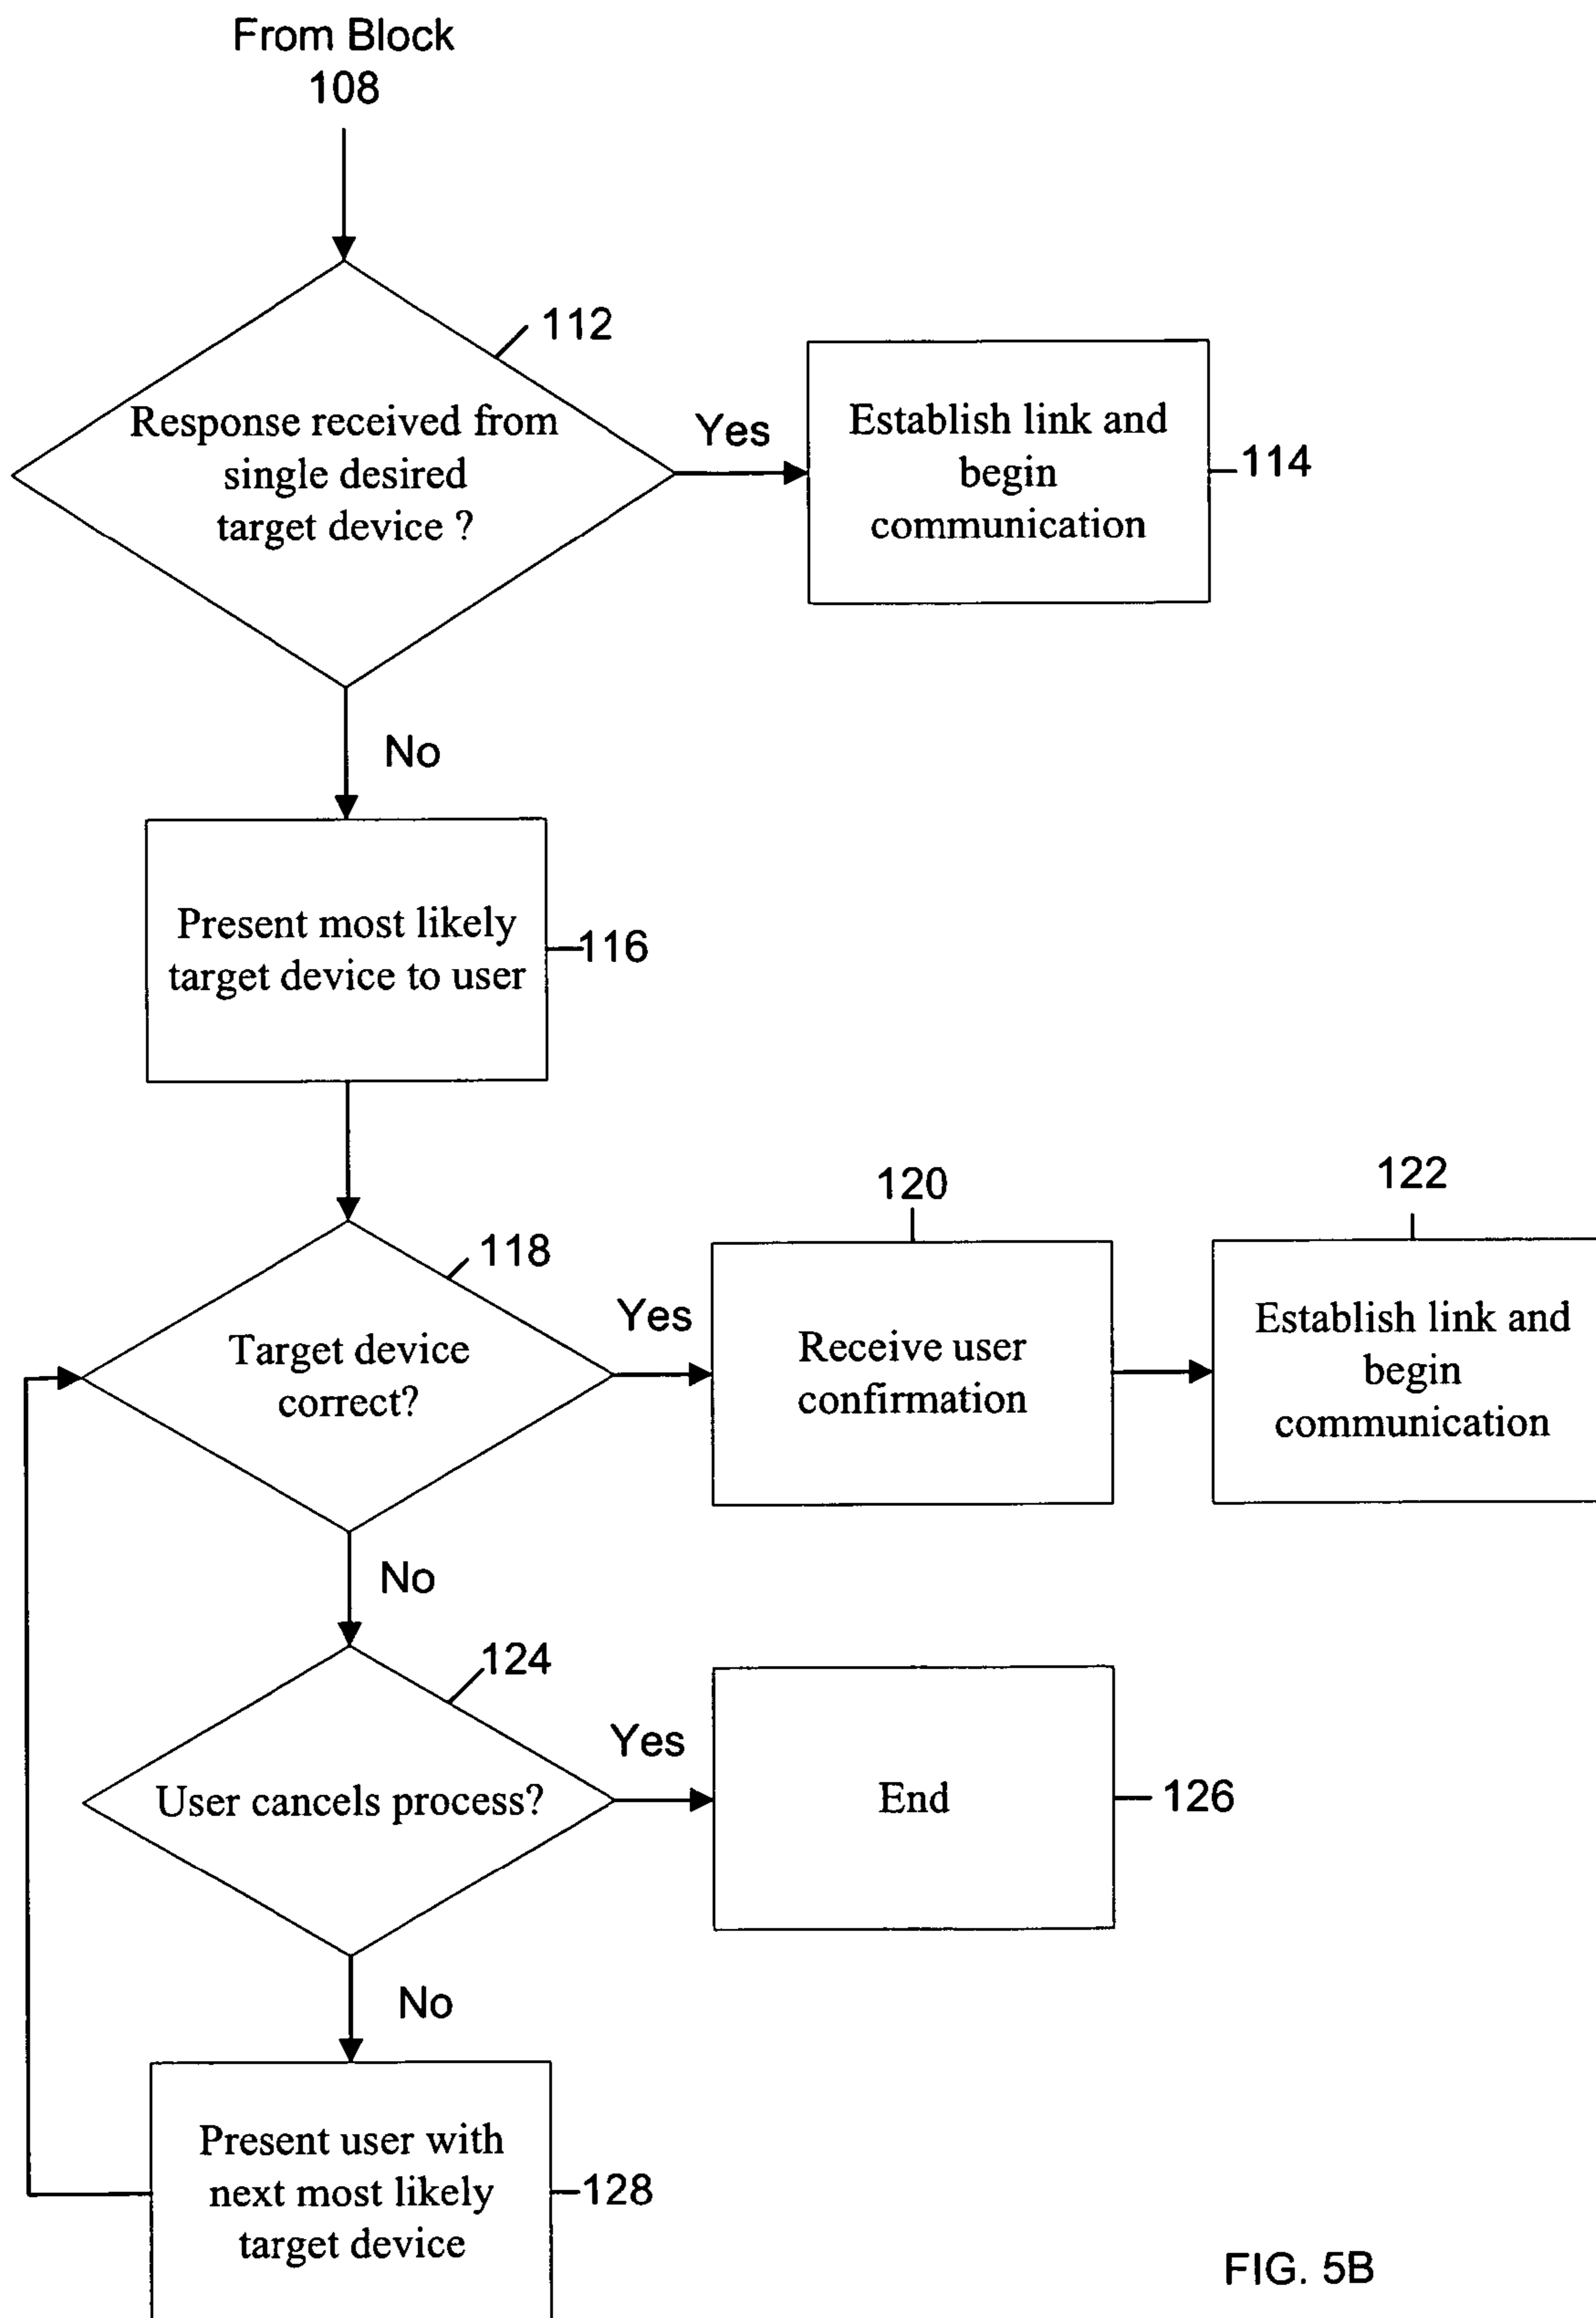 From Block
108
112
Response received from
single desired
target device ?
Yes
Establish link and
begin
communication
114
No
Present most likely
target device to user
116
118
Target device
correct?
Yes
120
Receive user
confirmation
122
Establish link and
begin
communication
No
124
User cancels process?
Yes
End
126
No
Present user with
next most likely
target device
128
FIG. 5B